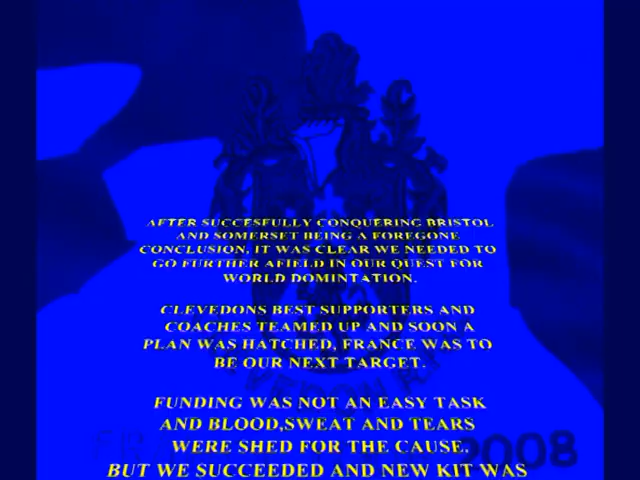 AFTER SUCCESFULLY CONQUERING BRISTOL
AND SOMERSET BEING A FOREGONE
CONCLUSION, IT WAS CLEAR WE NEEDED TO
GO FURTHER AFIELD IN OUR QUEST FOR
WORLD DOMINTATION.
CLEVEDONS BEST SUPPORTERS AND
COACHES TEAMED UP AND SOON A
PLAN WAS HATCHED, FRANCE WAS TO
BE OUR NEXT TARGET.
FUNDING WAS NOT AN EASY TASK
AND BLOOD,SWEAT AND TEARS
WERE SHED FOR THE CAUSE.
BUT WE SUCCEEDED AND NEW KIT WAS
2008